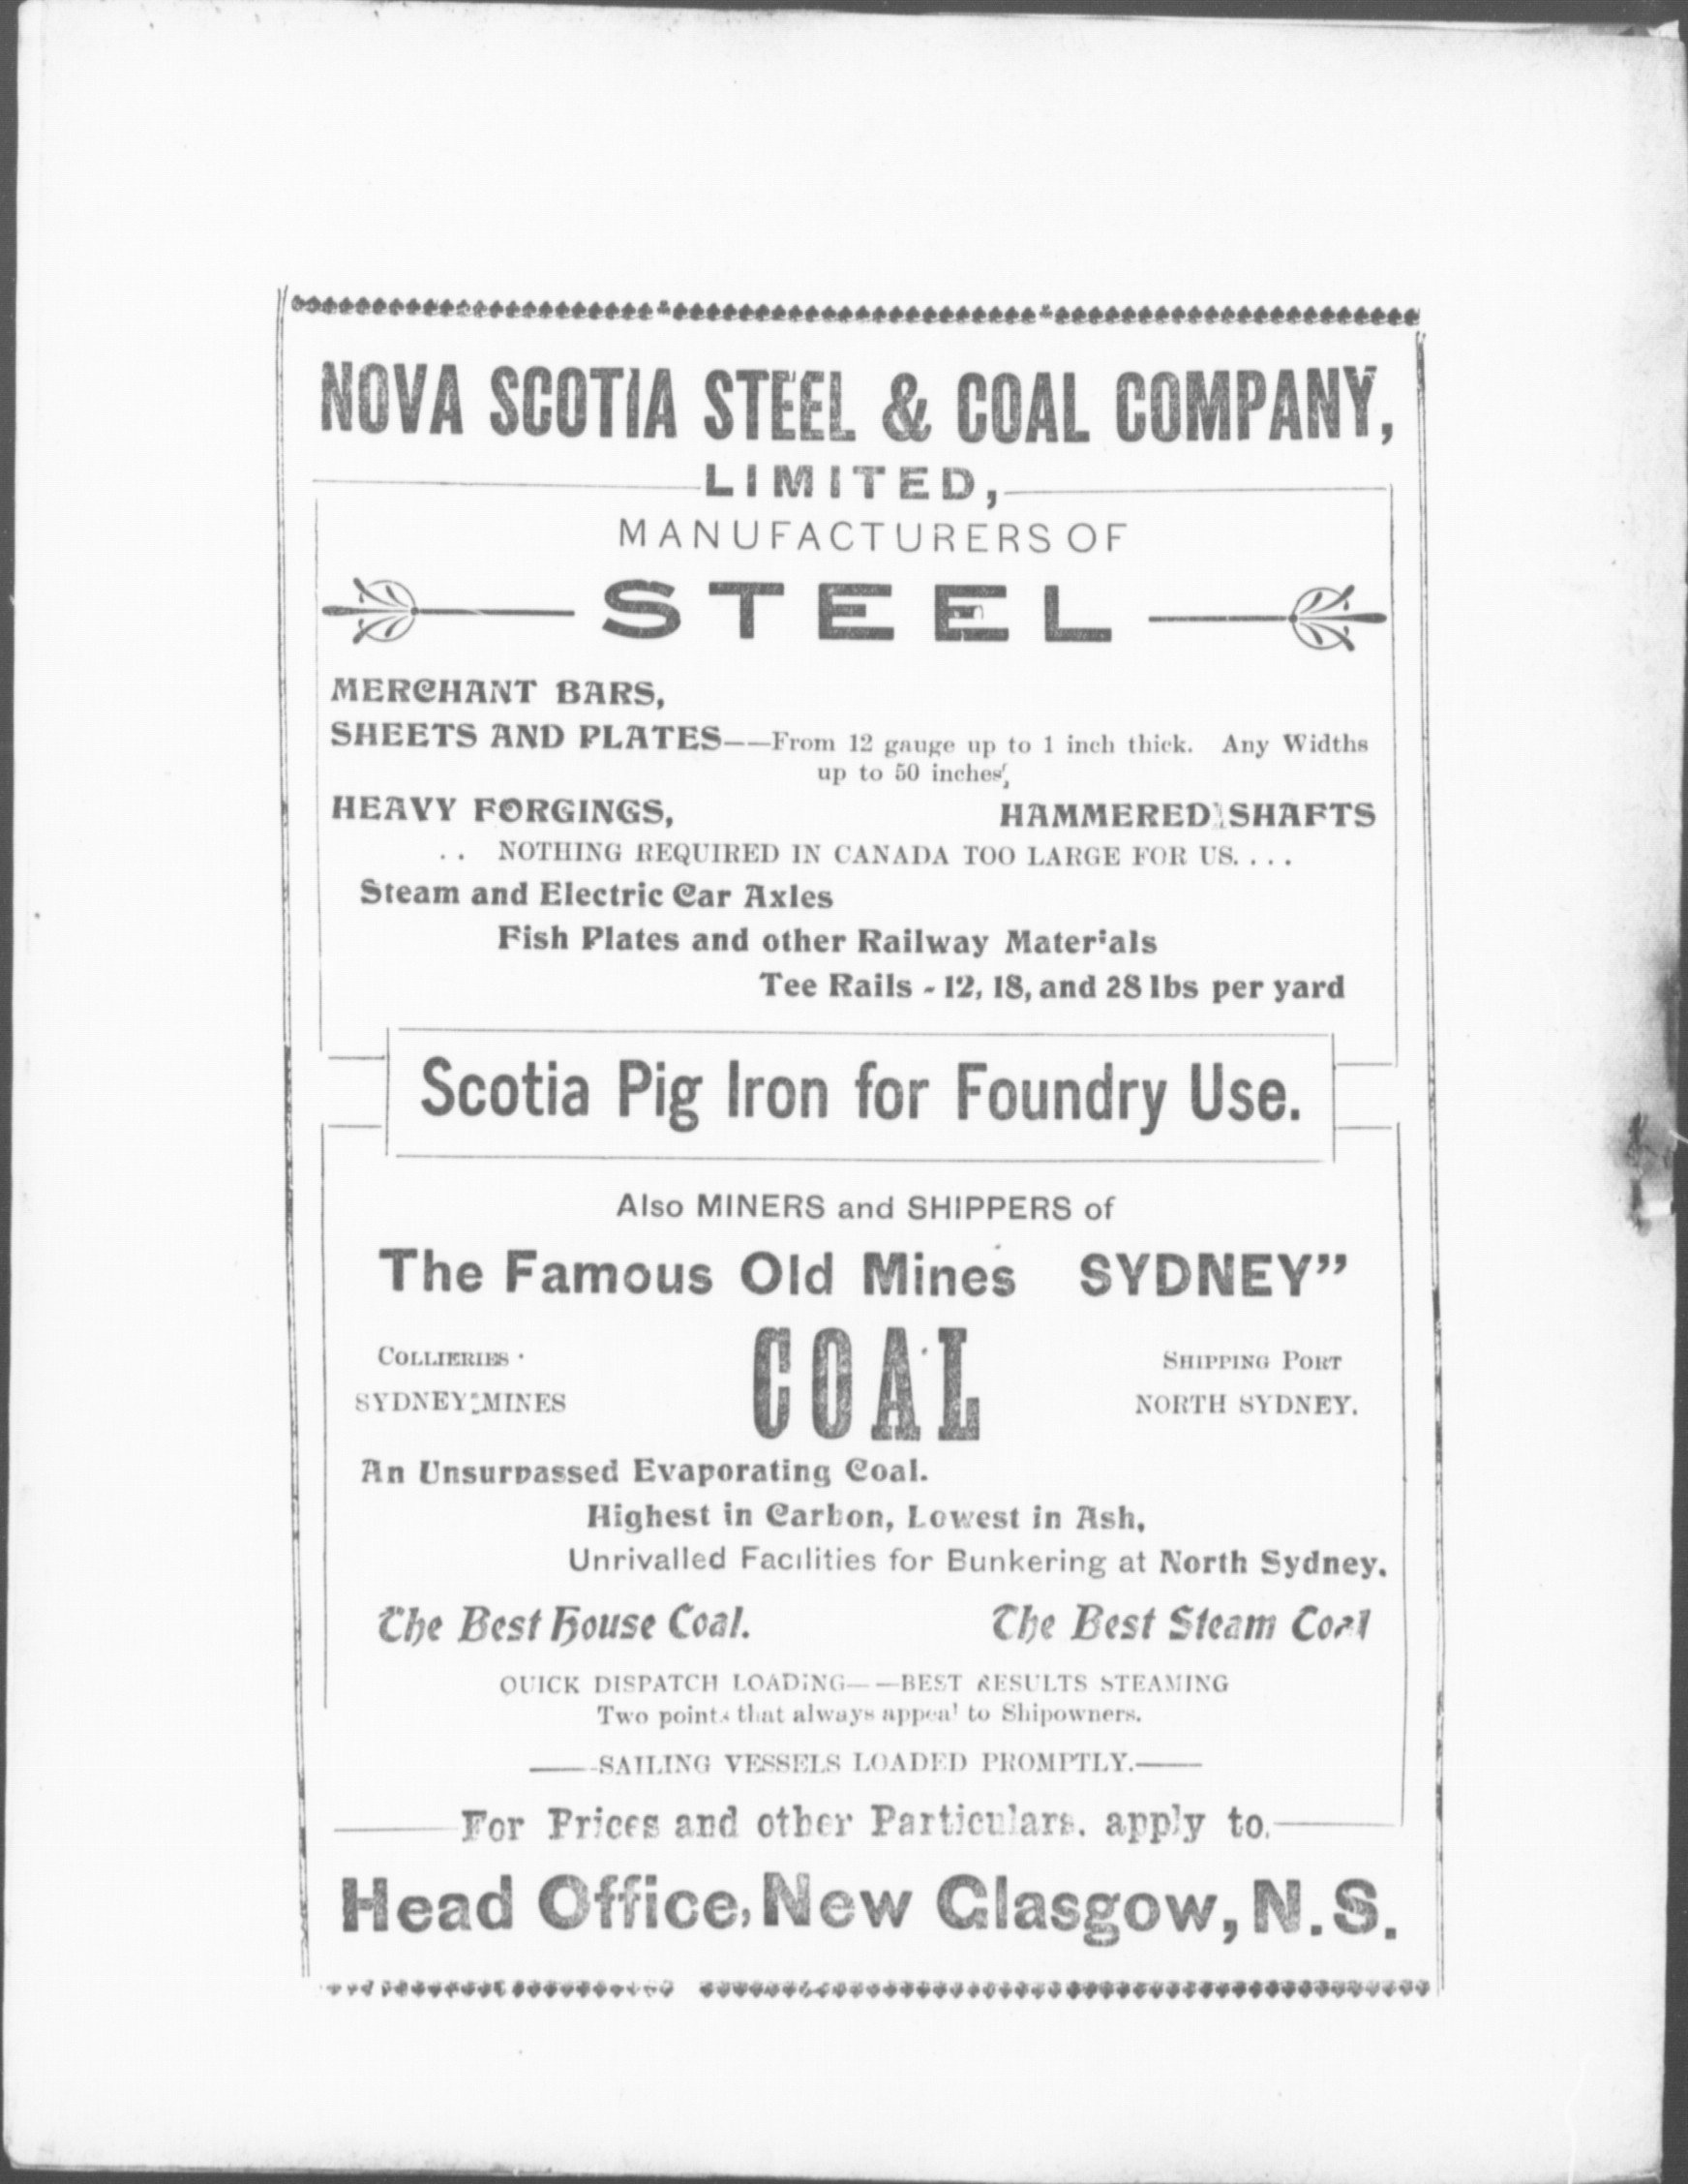 NOVA SCOTIA STEEL & COAL COMPANY,
LIMITED,
MANUFACTURERS OF
STEEL
MERCHANT BARS,
SHEETS AND PLATES——From 12 gauge up to 1 inch thick. Any Widths
up to 50 inches,
HEAVY FORGINGS, HAMMERED SHAFTS
. . NOTHING REQUIRED IN CANADA TOO LARGE FOR US. . . .
Steam and Electric Car Axles
Fish Plates and other Railway Materials
Tee Rails - 12, 18, and 28 lbs per yard
Scotia Pig Iron for Foundry Use.
Also MINERS and SHIPPERS of
The Famous Old Mines SYDNEY”
COLLIERIES
SYDNEY MINES
COAL
SHIPPING PORT
NORTH SYDNEY.
An Unsurpassed Evaporating Coal.
Highest in Carbon, Lowest in Ash,
Unrivalled Facilities for Bunkering at North Sydney.
The Best House Coal. The Best Steam Coal
QUICK DISPATCH LOADING——BEST RESULTS STEAMING
Two points that always appeal to Shipowners.
——SAILING VESSELS LOADED PROMPTLY.——
For Prices and other Particulars, apply to.
Head Office, New Glasgow, N.S.